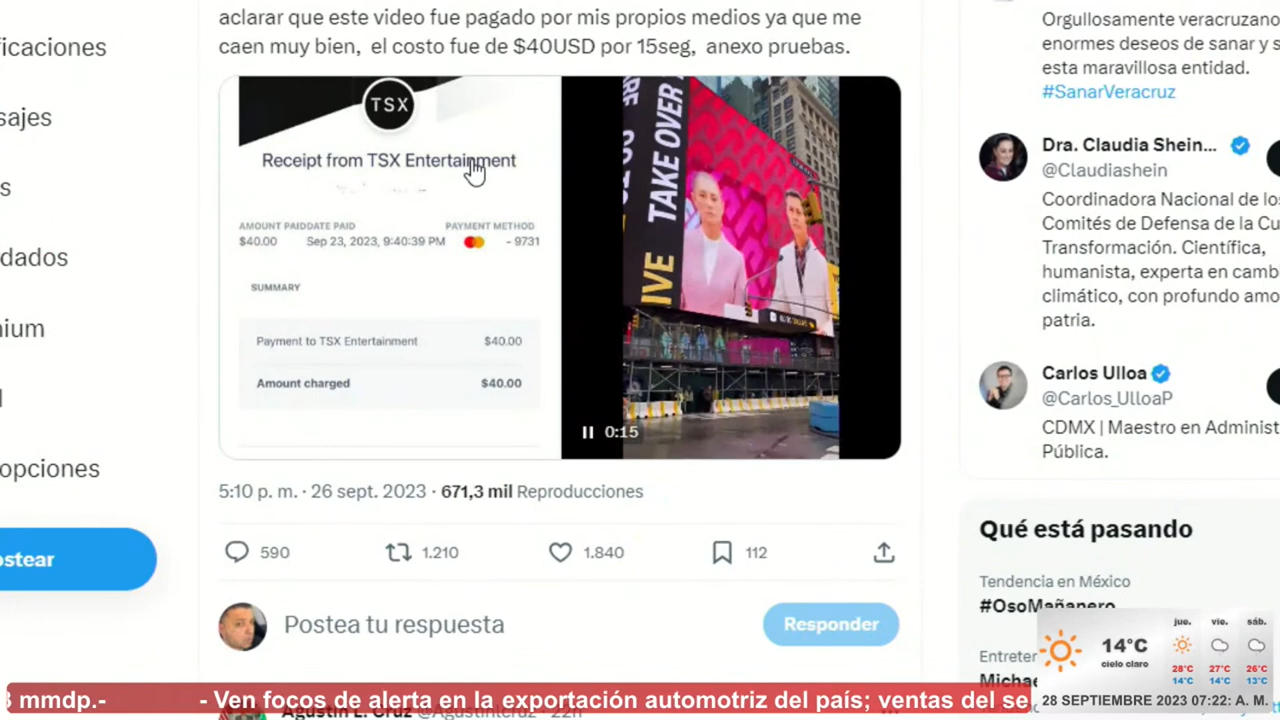 ficaciones
sajes
s
dados
nium
l
opciones
ostear
aclarar que este video fue pagado por mis propios medios ya que me
caen muy bien, el costo fue de $40USD por 15seg, anexo pruebas.
TSX
Receipt from TSX Entertainment
AMOUNT PAIDDATE PAID PAYMENT METHOD
$40.00 Sep 23, 2023, 9:40:39 PM - 9731
SUMMARY
Payment to TSX Entertainment $40.00
Amount charged $40.00
TAKE OVER
IVE
0:15
5:10 p. m. · 26 sept. 2023 · 671,3 mil Reproducciones
590 1.210 1.840 112
Postea tu respuesta
Responder
Agustín L. Cruz @Agustinlcruz · 22h
Orgullosamente veracruzano
enormes deseos de sanar y s
esta maravillosa entidad.
#SanarVeracruz
Dra. Claudia Shein...
@Claudiashein
Coordinadora Nacional de los
Comités de Defensa de la Cu
Transformación. Científica,
humanista, experta en camb
climático, con profundo amo
patria.
Carlos Ulloa
@Carlos_UlloaP
CDMX | Maestro en Administ
Pública.
Qué está pasando
Tendencia en México
#OsoMañanero
Entreter
Michae
jue. vie. sáb.
14°C
cielo claro
28°C 27°C 26°C
14°C 14°C 13°C
mmdp.- - Ven focos de alerta en la exportación automotriz del país; ventas del se
28 SEPTIEMBRE 2023 07:22: A. M.